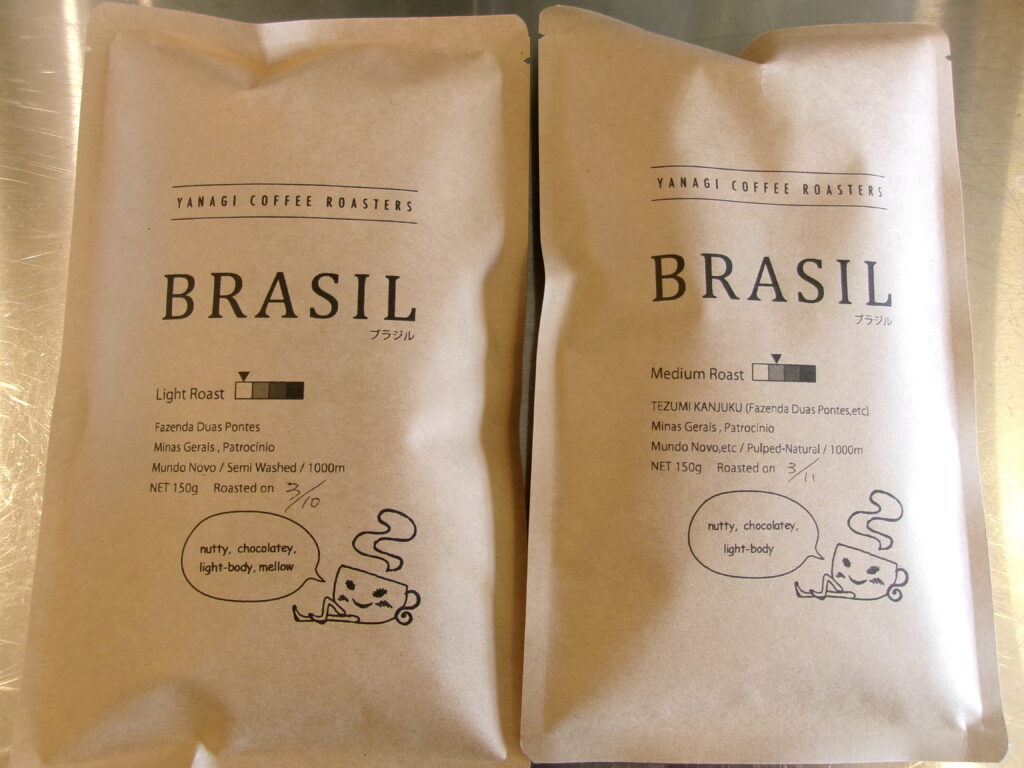 YANAGI COFFEE ROASTERS
BRASIL
ブラジル
Light Roast
Fazenda Duas Pontes
Minas Gerais , Patrocínio
Mundo Novo / Semi Washed / 1000m
NET 150g Roasted on 3/10
nutty, chocolatey,
light-body, mellow
YANAGI COFFEE ROASTERS
BRASIL
ブラジル
Medium Roast
TEZUMI KANJUKU (Fazenda Duas Pontes,etc)
Minas Gerais , Patrocínio
Mundo Novo,etc / Pulped-Natural / 1000m
NET 150g Roasted on 3/11
nutty, chocolatey,
light-body